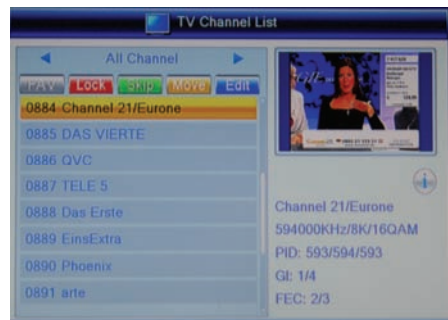 TV Channel List
All Channel
FAV Lock Skip Move Edit
0884 Channel 21/Eurone
0885 DAS VIERTE
0886 QVC
0887 TELE 5
0888 Das Erste
0889 EinsExtra
0890 Phoenix
0891 arte
Channel 21/Eurone
594000KHz/8K/16QAM
PID: 593/594/593
GI: 1/4
FEC: 2/3